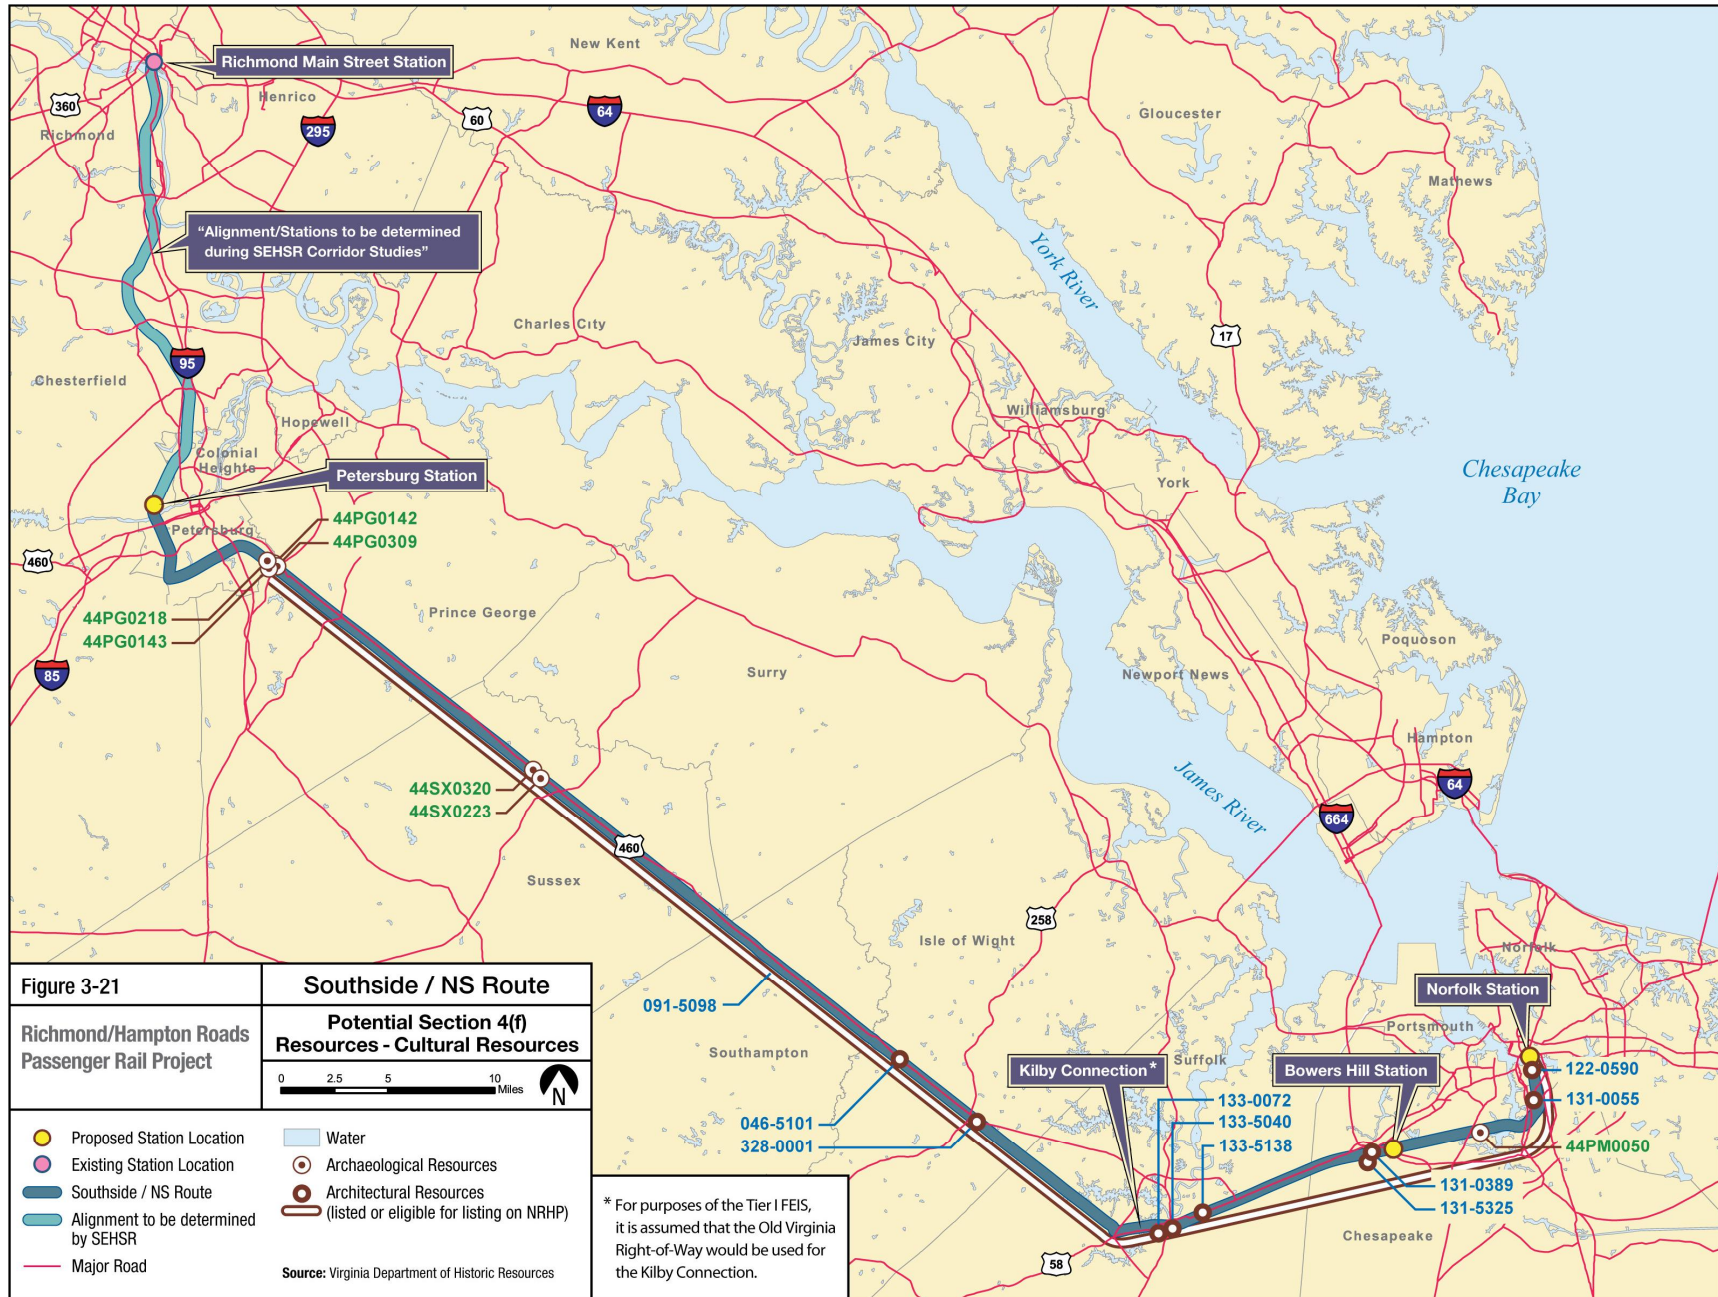 New Kent
Richmond Main Street Station
360
Henrico
60
64
295
Richmond
Gloucester
Mathews
“Alignment/Stations to be determined
during SEHSR Corridor Studies”
York River
Charles City
James City
17
95
Chesterfield
Hopewell
Williamsburg
Colonial
Heights
Petersburg Station
York
Chesapeake
Bay
44PG0142
Petersburg
44PG0309
460
44PG0218
44PG0143
Prince George
Poquoson
85
Surry
Newport News
Hampton
44SX0320
44SX0223
James River
64
664
460
Sussex
258
Isle of Wight
Norfolk
Norfolk Station
091-5098
Portsmouth
Southampton
Suffolk
Kilby Connection*
Bowers Hill Station
122-0590
133-0072
131-0055
046-5101
133-5040
328-0001
133-5138
44PM0050
131-0389
131-5325
Chesapeake
58
Figure 3-21
Southside / NS Route
Richmond/Hampton Roads
Passenger Rail Project
Potential Section 4(f)
Resources - Cultural Resources
0 2.5 5 10
Miles
N
Proposed Station Location
Existing Station Location
Southside / NS Route
Alignment to be determined
by SEHSR
Major Road
Water
Archaeological Resources
Architectural Resources
(listed or eligible for listing on NRHP)
Source: Virginia Department of Historic Resources
* For purposes of the Tier I FEIS,
it is assumed that the Old Virginia
Right-of-Way would be used for
the Kilby Connection.